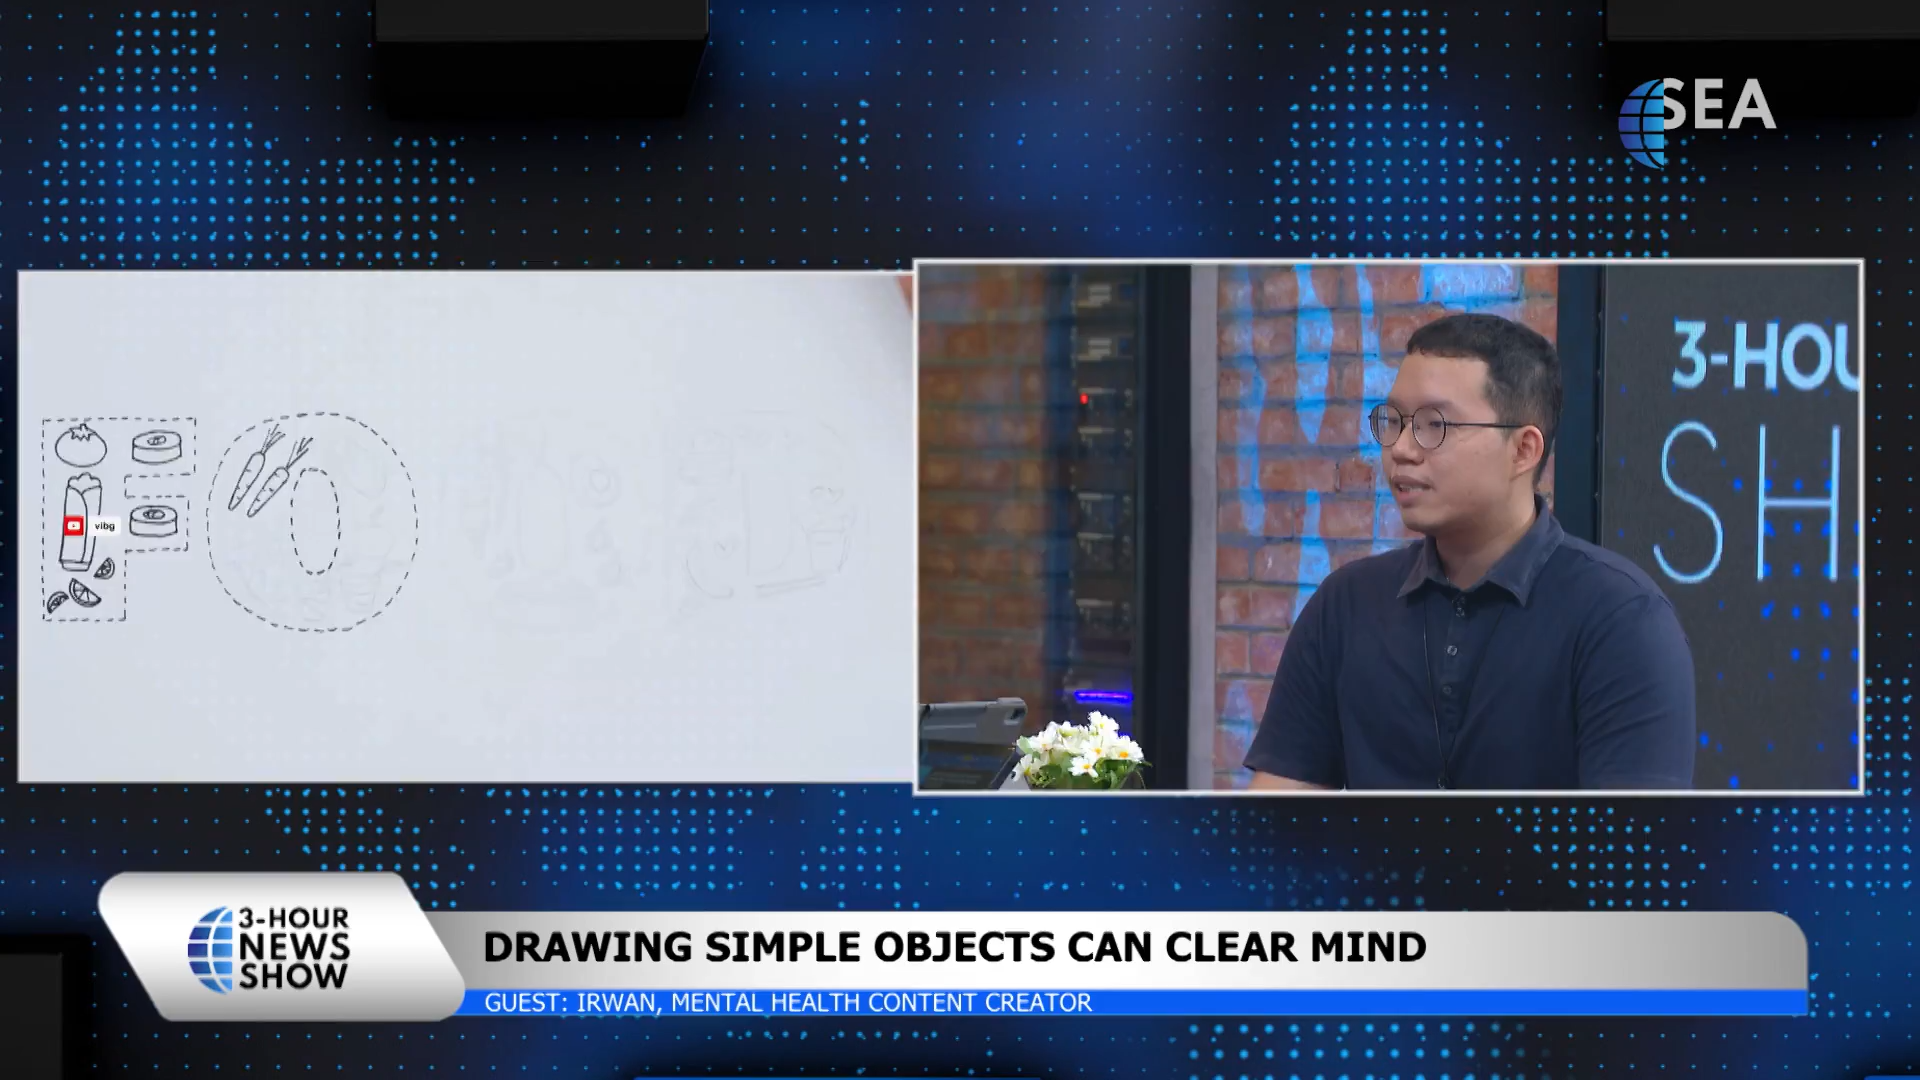 SEA
3-HOU
SH
vibg
3-HOUR
NEWS
SHOW
DRAWING SIMPLE OBJECTS CAN CLEAR MIND
GUEST: IRWAN, MENTAL HEALTH CONTENT CREATOR